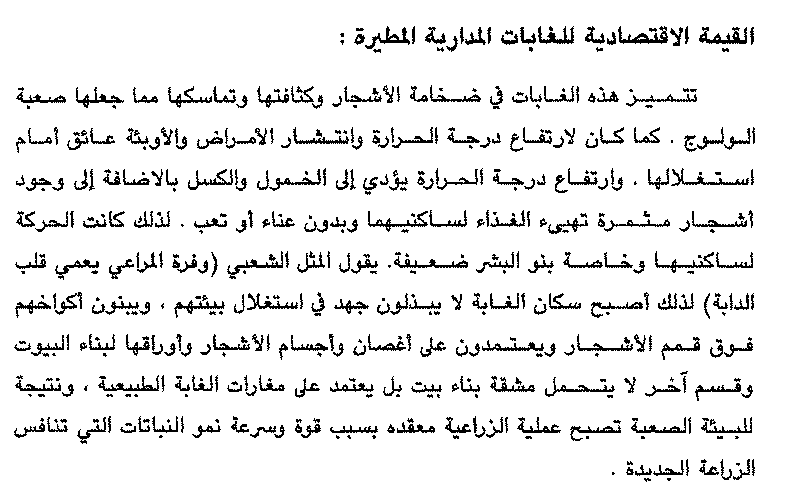 القيمة الاقتصادية للغابات المدارية المطيرة :
تتميز هذه الغابات في ضخامة الأشجار وكثافتها وتماسكها مما جعلها صعبة
الولوج . كما كان لارتفاع درجة الحرارة وانتشار الأمراض والأوبئة عائق أمام
استغلالها . وارتفاع درجة الحرارة يؤدي إلى الخمول والكسل بالاضافة إلى وجود
أشجار مثمرة تهيىء الغذاء لساكنيهما وبدون عناء أو تعب . لذلك كانت الحركة
لساكنيها وخاصة بنو البشر ضعيفة. يقول المثل الشعبي (وفرة المراعي يعمي قلب
الدابة) لذلك أصبح سكان الغابة لا يبذلون جهد في استغلال بيئتهم ، ويبنون أكواخهم
فوق قمم الأشجار ويعتمدون على أغصان وأجسام الأشجار وأوراقها لبناء البيوت
وقسم آخر لا يتحمل مشقة بناء بيت بل يعتمد على مغارات الغابة الطبيعية ، ونتيجة
للبيئة الصعبة تصبح عملية الزراعية معقده بسبب قوة وسرعة نمو النباتات التي تنافس
الزراعة الجديدة .